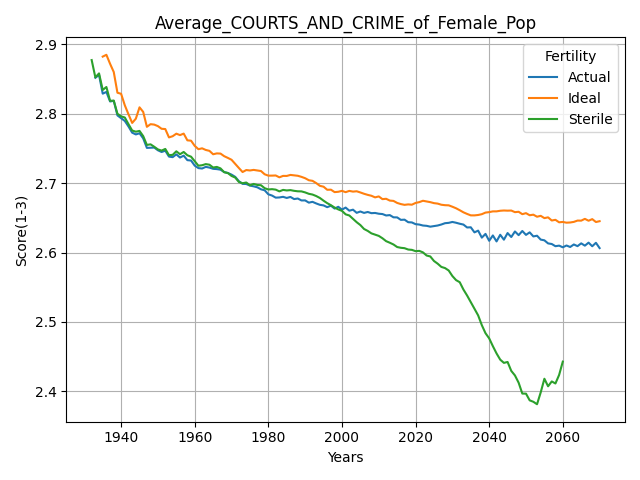 Average_COURTS_AND_CRIME_of_Female_Pop
Fertility
Actual
Ideal
Sterile
Score(1-3)
2.9
2.8
2.7
2.6
2.5
2.4
1940 1960 1980 2000 2020 2040 2060
Years